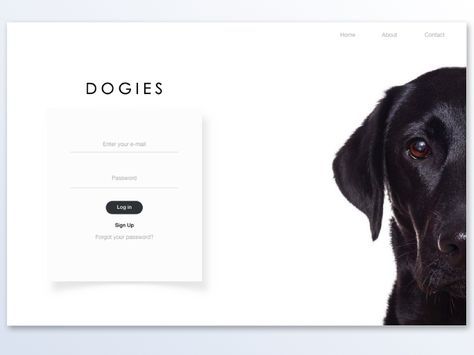 Home About Contact
DOGIES
Enter your e-mail
Password
Log in
Sign Up
Forgot your password?